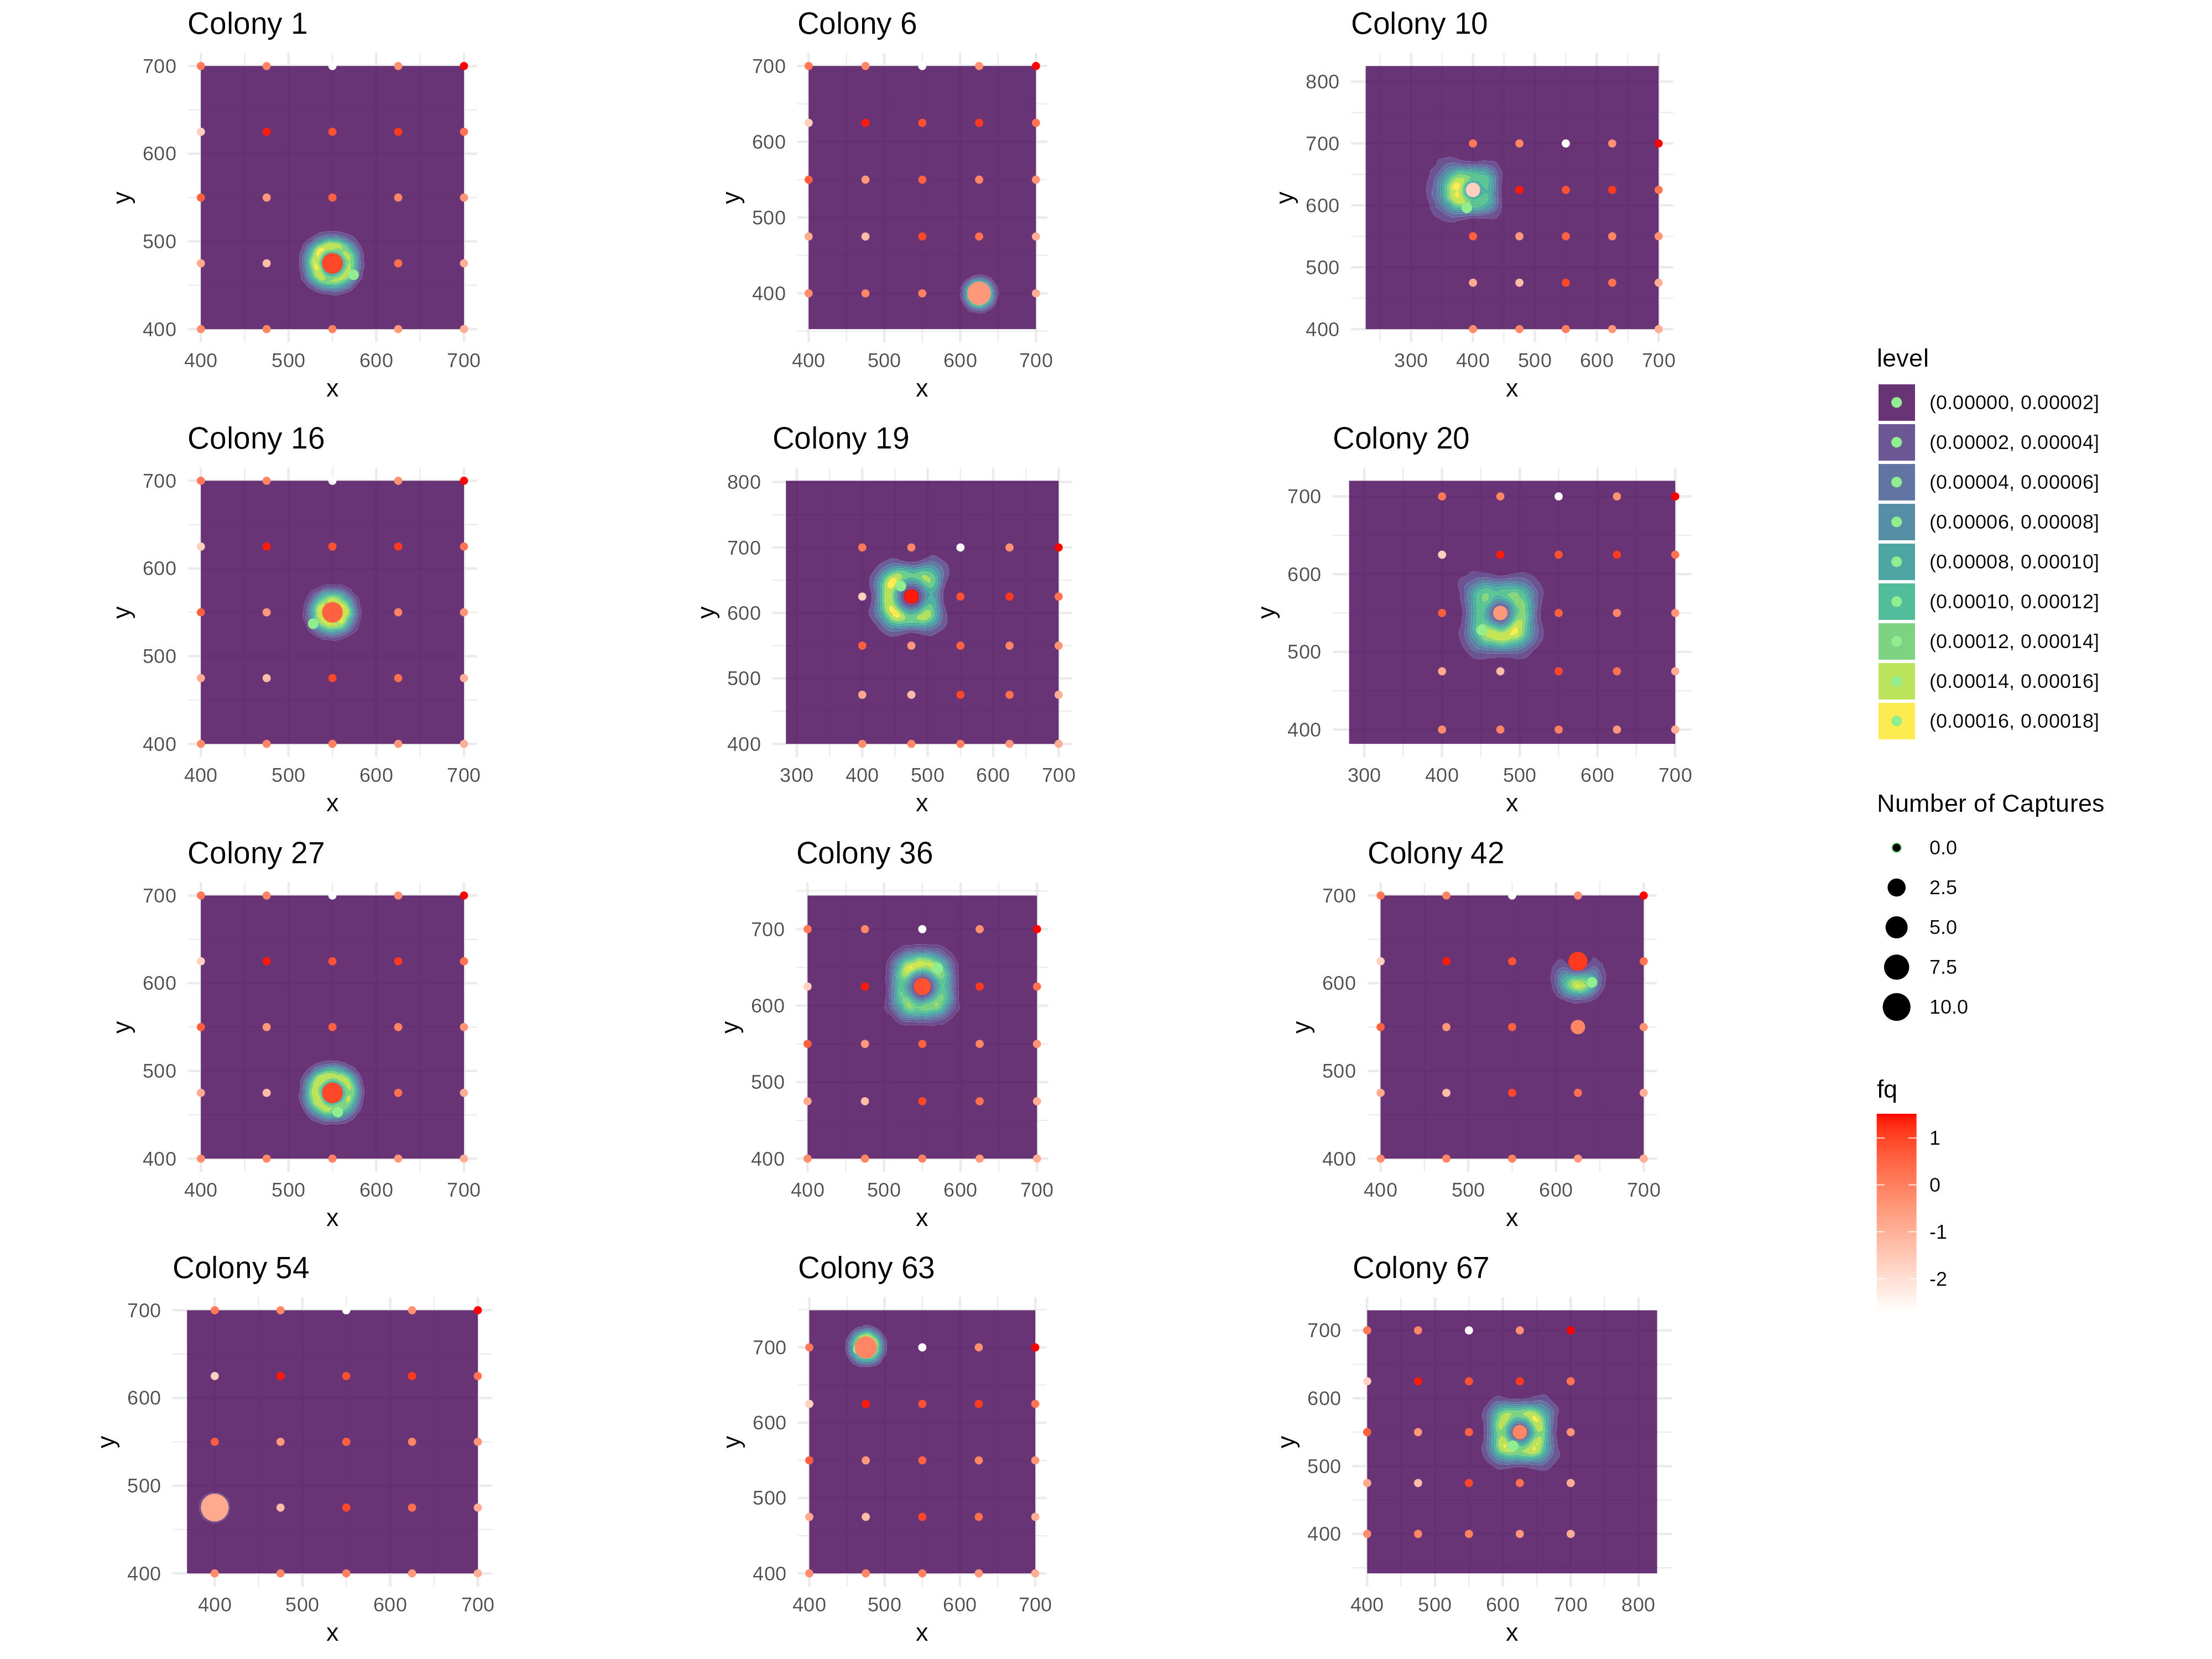 Colony 1
700
600
500
400
y
400 500 600 700
x
Colony 6
700
600
500
400
y
400 500 600 700
x
Colony 10
800
700
600
500
400
y
300 400 500 600 700
x
Colony 16
700
600
500
400
y
400 500 600 700
x
Colony 19
800
700
600
500
400
y
300 400 500 600 700
x
Colony 20
700
600
500
400
y
300 400 500 600 700
x
Colony 27
700
600
500
400
y
400 500 600 700
x
Colony 36
700
600
500
400
y
400 500 600 700
x
Colony 42
700
600
500
400
y
400 500 600 700
x
Colony 54
700
600
500
400
y
400 500 600 700
x
Colony 63
700
600
500
400
y
400 500 600 700
x
Colony 67
700
600
500
400
y
400 500 600 700 800
x
level
(0.00000, 0.00002]
(0.00002, 0.00004]
(0.00004, 0.00006]
(0.00006, 0.00008]
(0.00008, 0.00010]
(0.00010, 0.00012]
(0.00012, 0.00014]
(0.00014, 0.00016]
(0.00016, 0.00018]
Number of Captures
0.0
2.5
5.0
7.5
10.0
fq
1
0
-1
-2